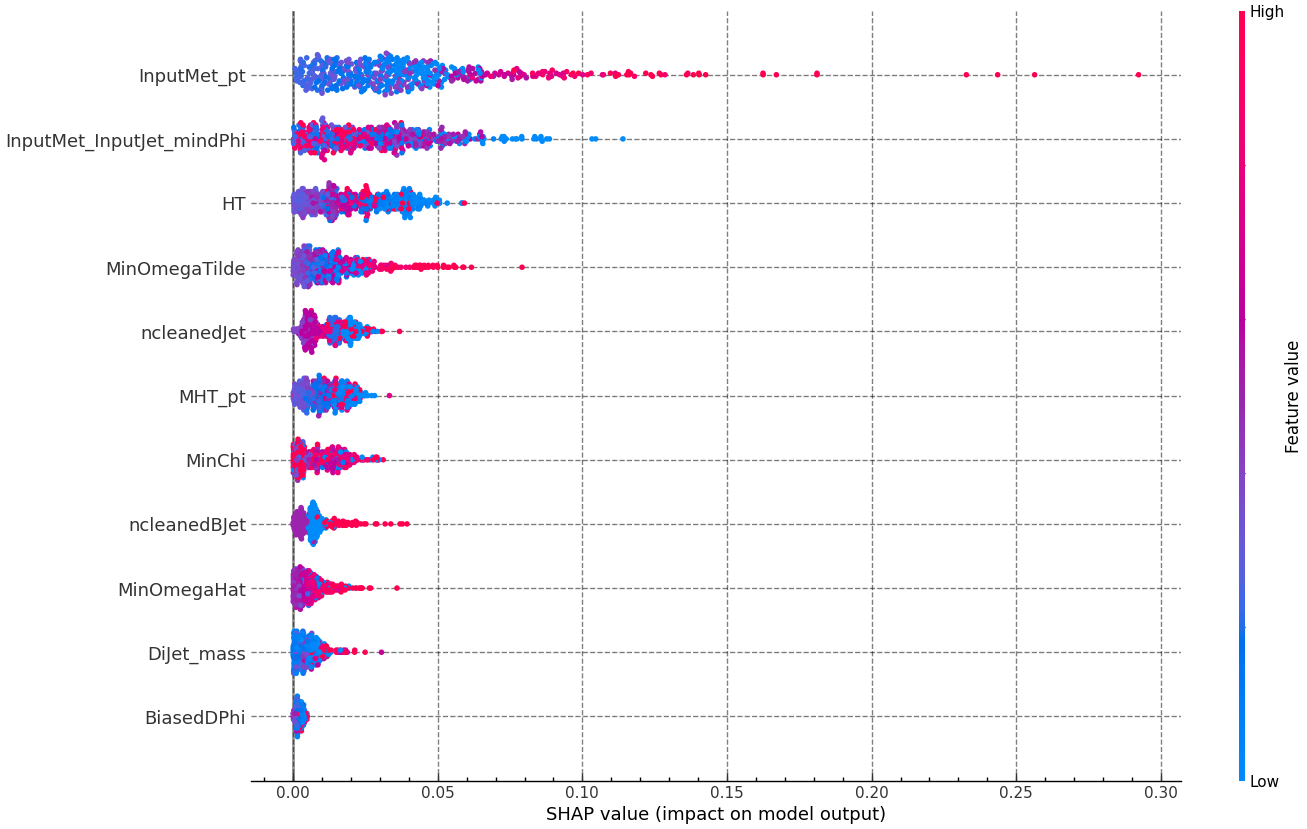 High
InputMet_pt
InputMet_InputJet_mindPhi
HT
MinOmegaTilde
ncleanedJet
MHT_pt
MinChi
ncleanedBJet
MinOmegaHat
DiJet_mass
BiasedDPhi
Feature value
Low
0.00 0.05 0.10 0.15 0.20 0.25 0.30
SHAP value (impact on model output)